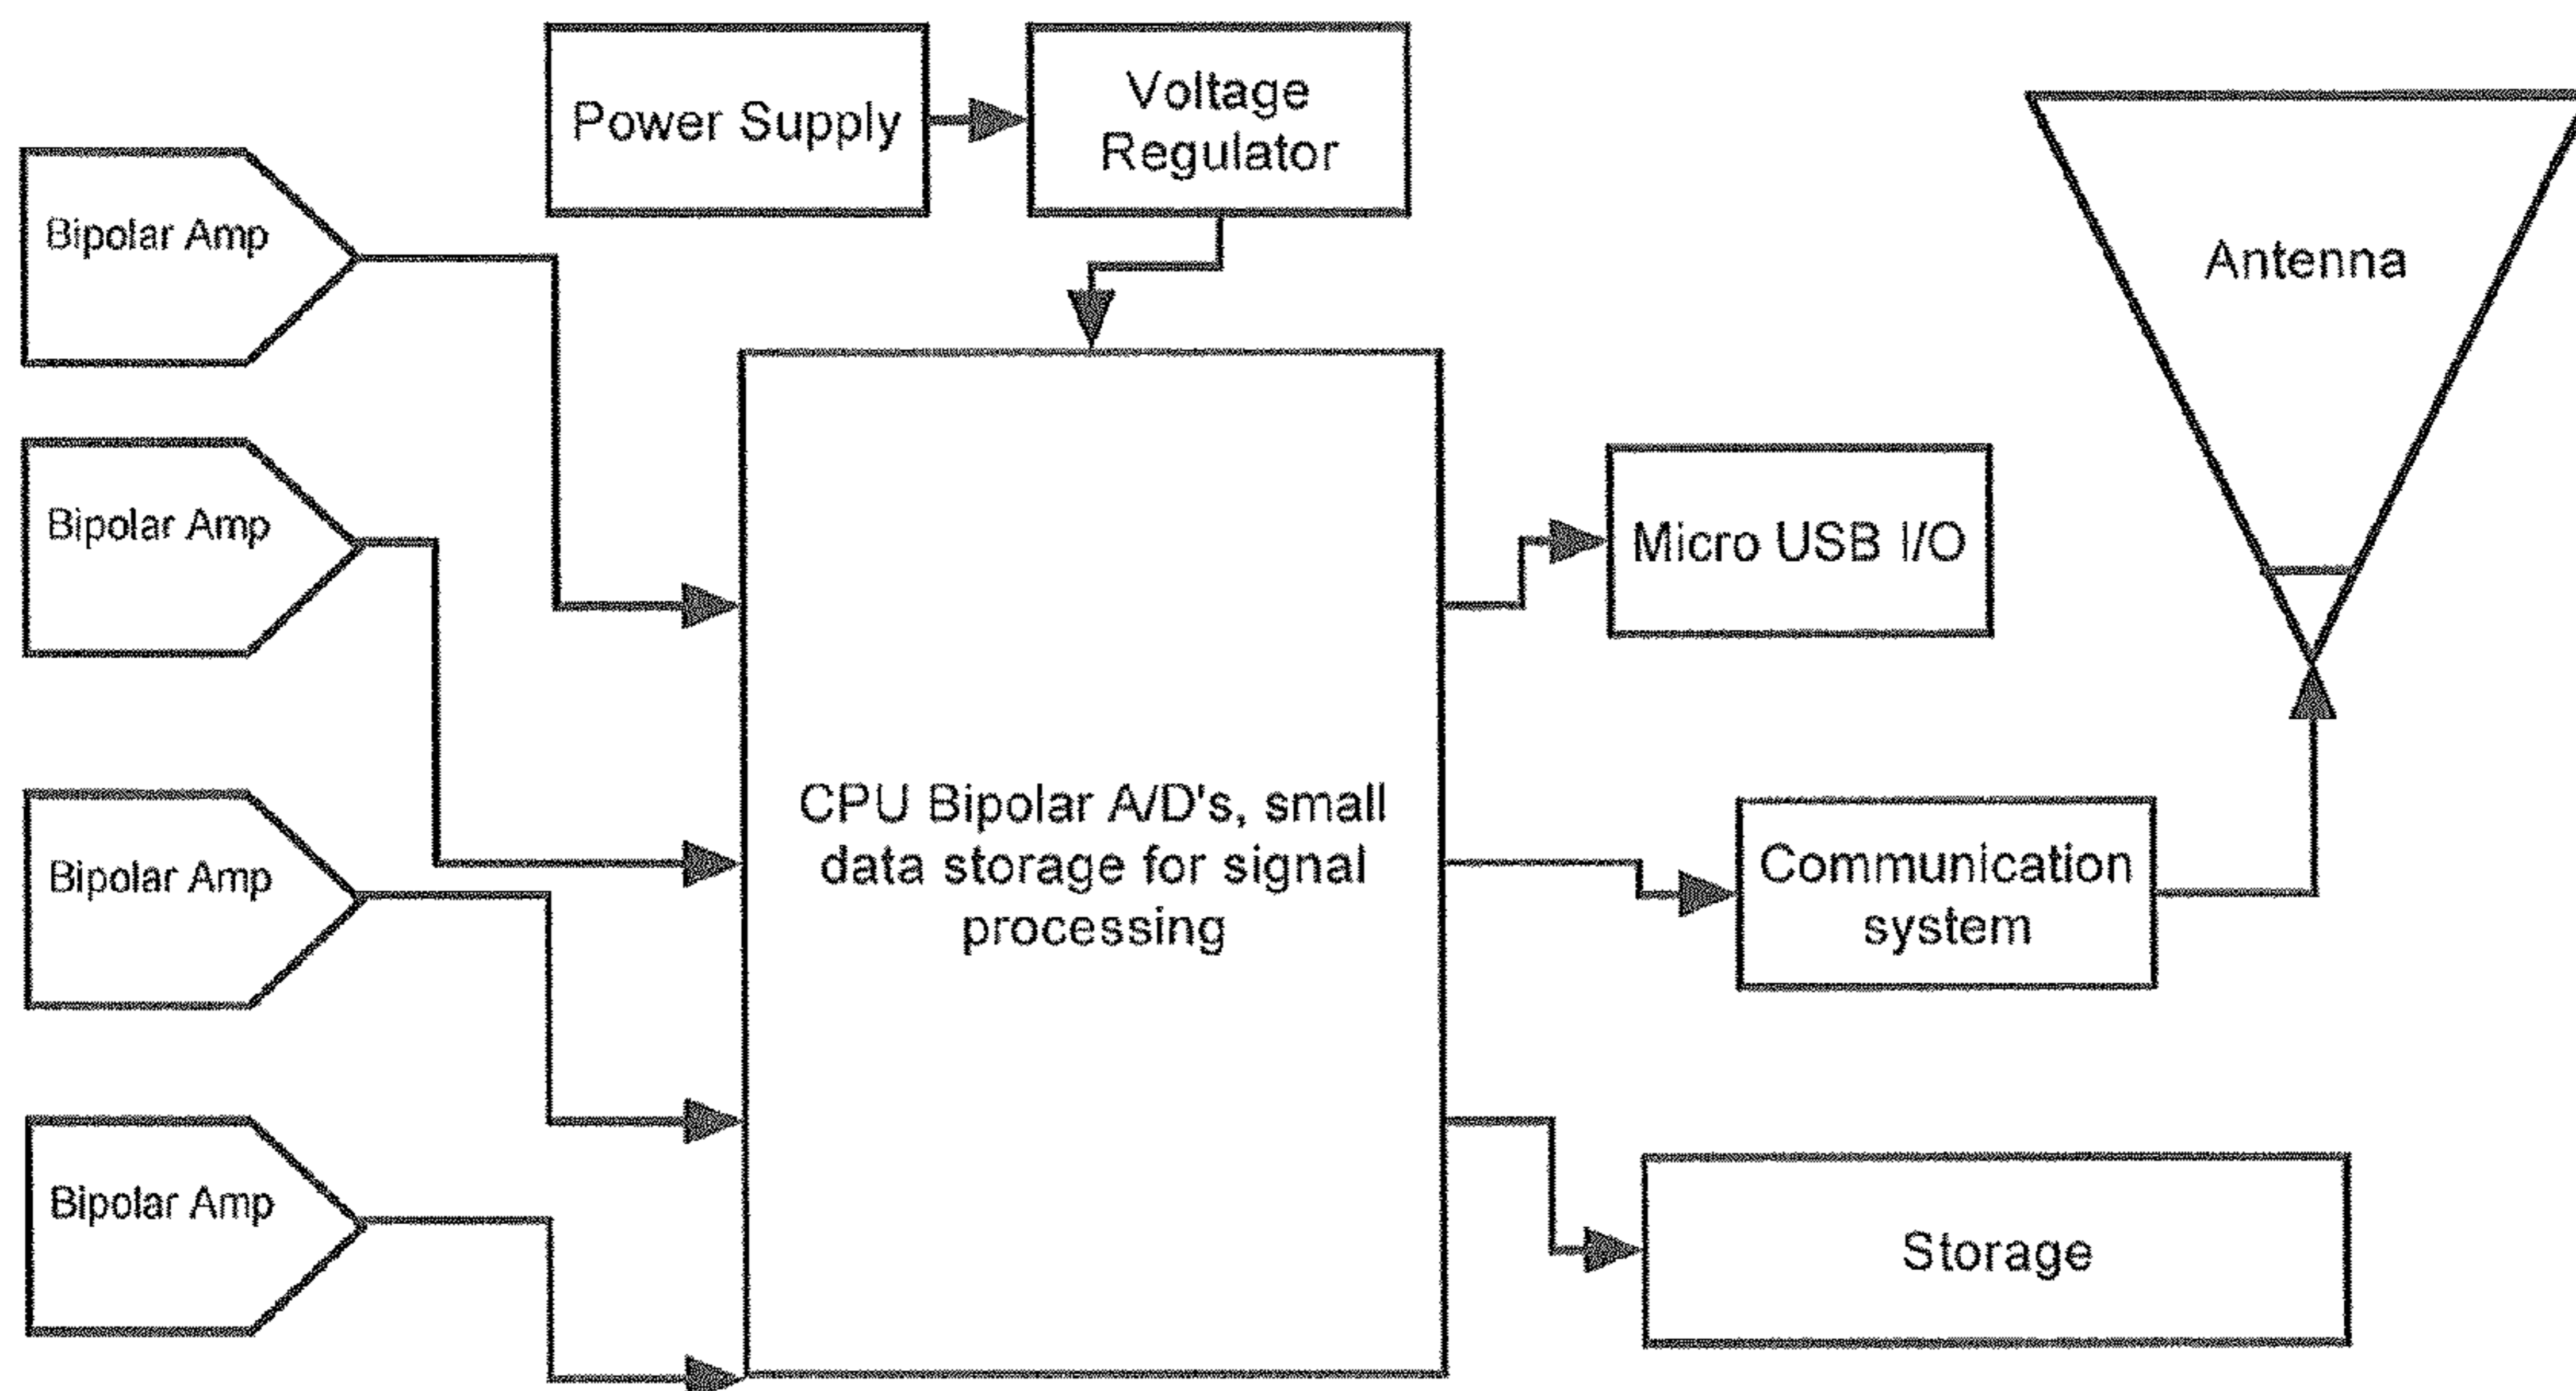 Power Supply
Voltage
Regulator
Antenna
Bipolar Amp
Bipolar Amp
Bipolar Amp
Bipolar Amp
CPU Bipolar A/D's, small
data storage for signal
processing
Micro USB I/O
Communication
system
Storage